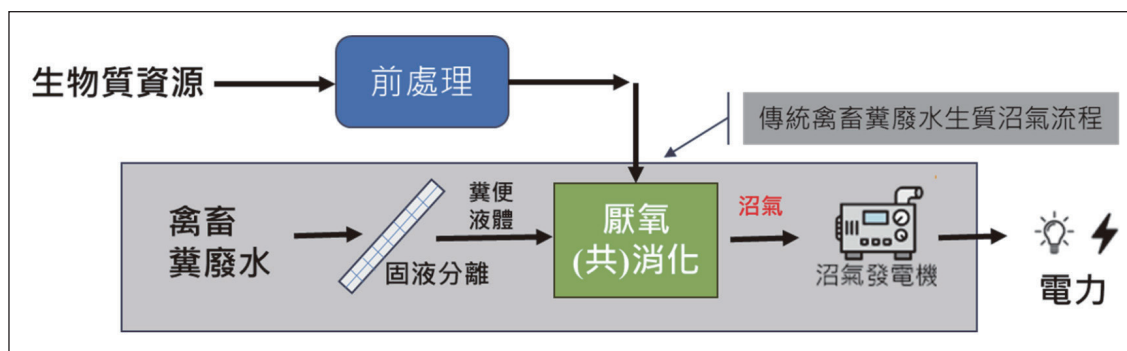 生物質資源
前處理
傳統禽畜糞廢水生質沼氣流程
禽畜
糞廢水
固液分離
糞便
液體
厭氧
(共)消化
沼氣
沼氣發電機
電力